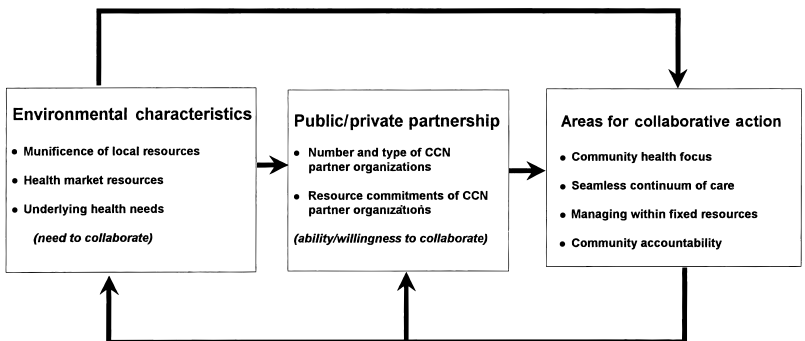 Environmental characteristics
• Munificence of local resources
• Health market resources
• Underlying health needs
(need to collaborate)
Public/private partnership
• Number and type of CCN
partner organizations
• Resource commitments of CCN
partner organizations
(ability/willingness to collaborate)
Areas for collaborative action
• Community health focus
• Seamless continuum of care
• Managing within fixed resources
• Community accountability